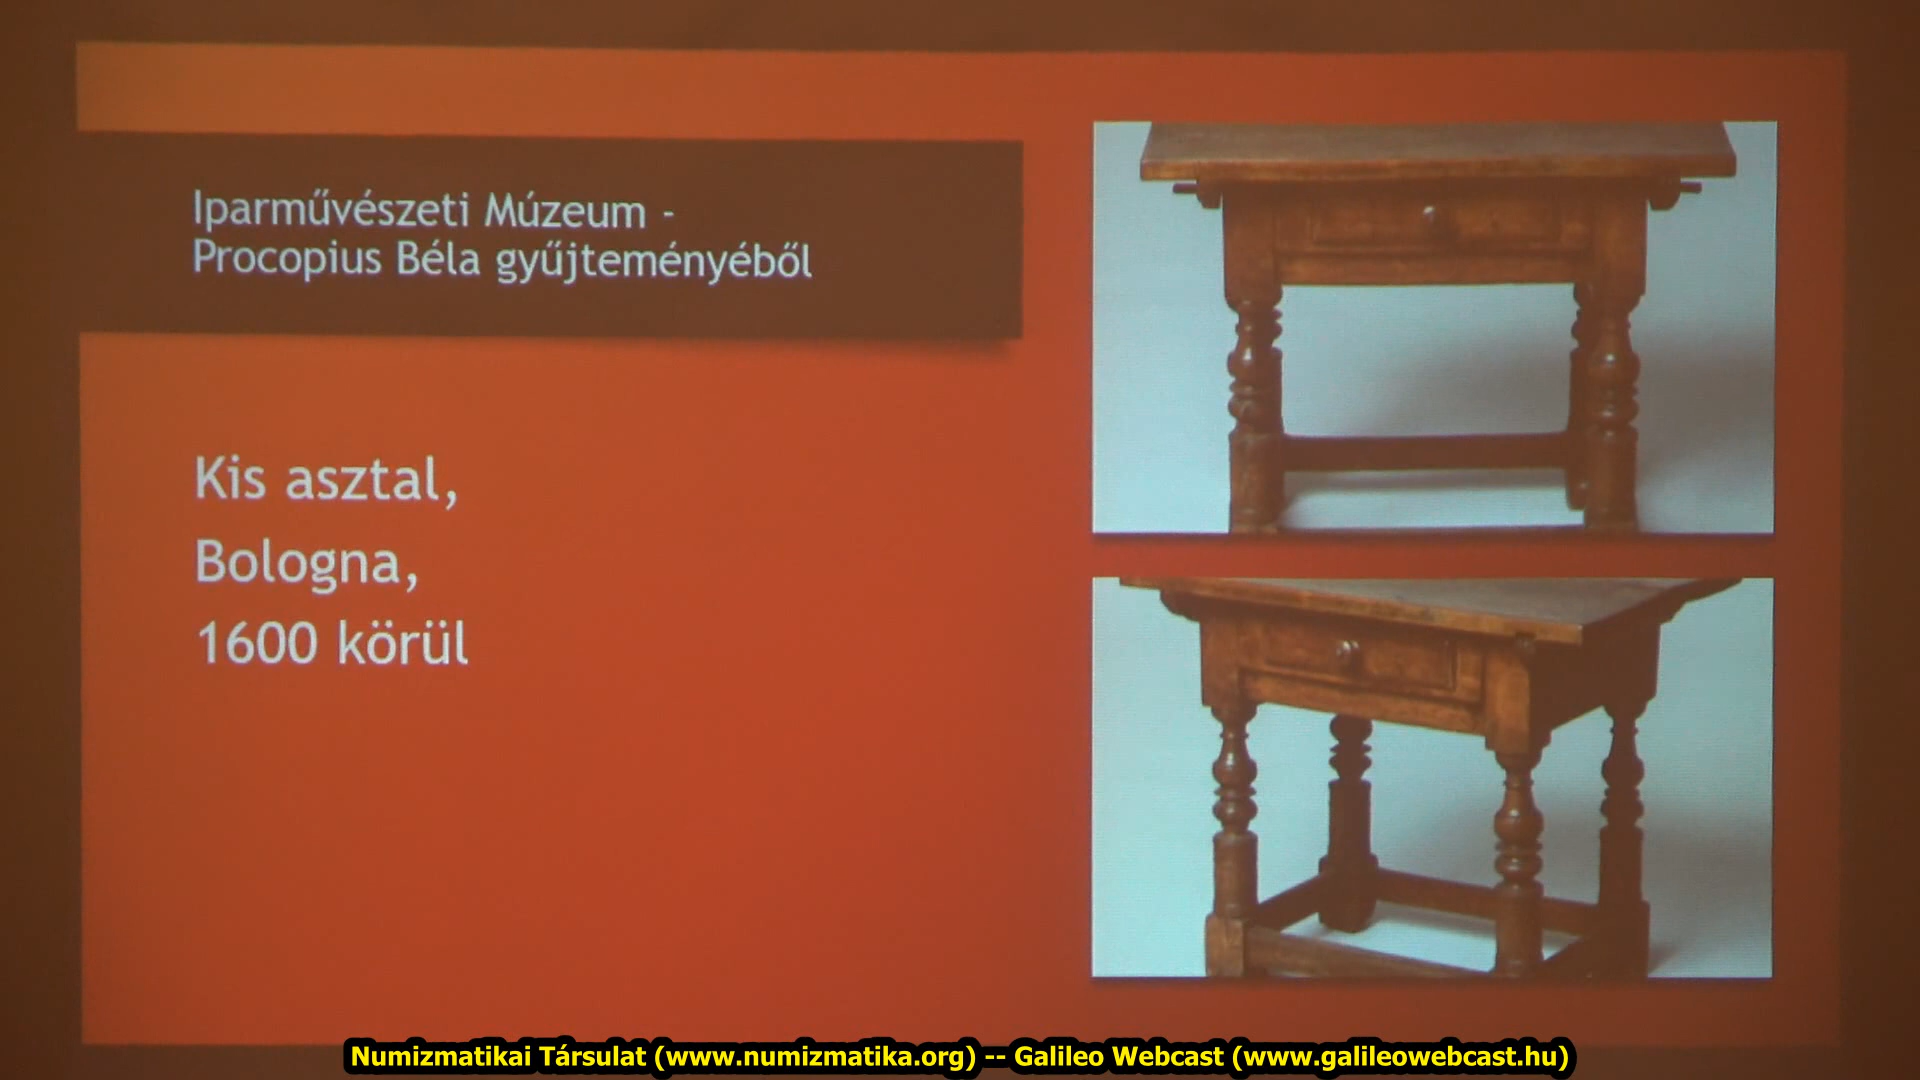 Iparművészeti Múzeum -
Procopius Béla gyűjteményéből
Kis asztal,
Bologna,
1600 körül
Numizmatikai Társulat (www.numizmatika.org) -- Galileo Webcast (www.galileowebcast.hu)